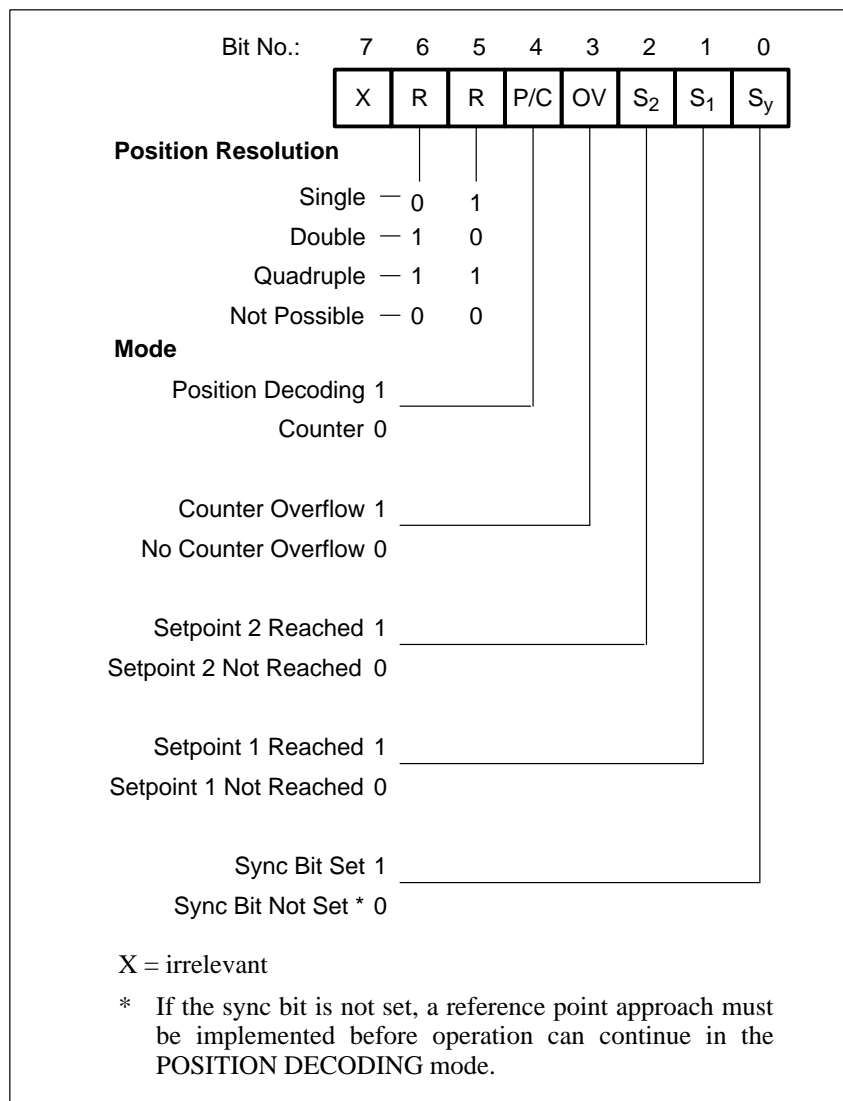 Bit No.: 7 6 5 4 3 2 1 0
X R R P/C OV S2 S1 Sy
Position Resolution
Single 0 1
Double 1 0
Quadruple 1 1
Not Possible 0 0
Mode
Position Decoding 1
Counter 0
Counter Overflow 1
No Counter Overflow 0
Setpoint 2 Reached 1
Setpoint 2 Not Reached 0
Setpoint 1 Reached 1
Setpoint 1 Not Reached 0
Sync Bit Set 1
Sync Bit Not Set * 0
X = irrelevant
* If the sync bit is not set, a reference point approach must
be implemented before operation can continue in the
POSITION DECODING mode.